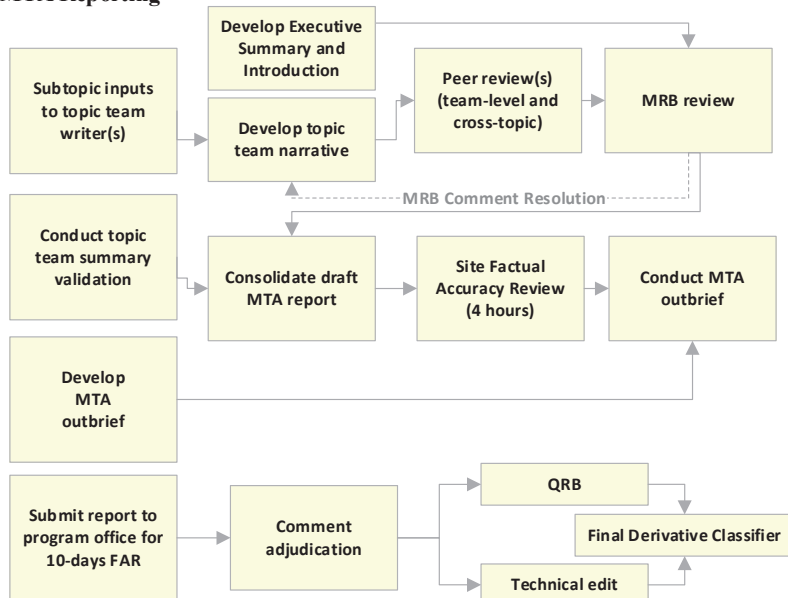 Develop Executive
Summary and
Introduction
Subtopic inputs
to topic team
writer(s)
Develop topic
team narrative
Peer review(s)
(team-level and
cross-topic)
MRB review
MRB Comment Resolution
Conduct topic
team summary
validation
Consolidate draft
MTA report
Site Factual
Accuracy Review
(4 hours)
Conduct MTA
outbrief
Develop
MTA
outbrief
Submit report to
program office for
10-days FAR
Comment
adjudication
QRB
Final Derivative Classifier
Technical edit